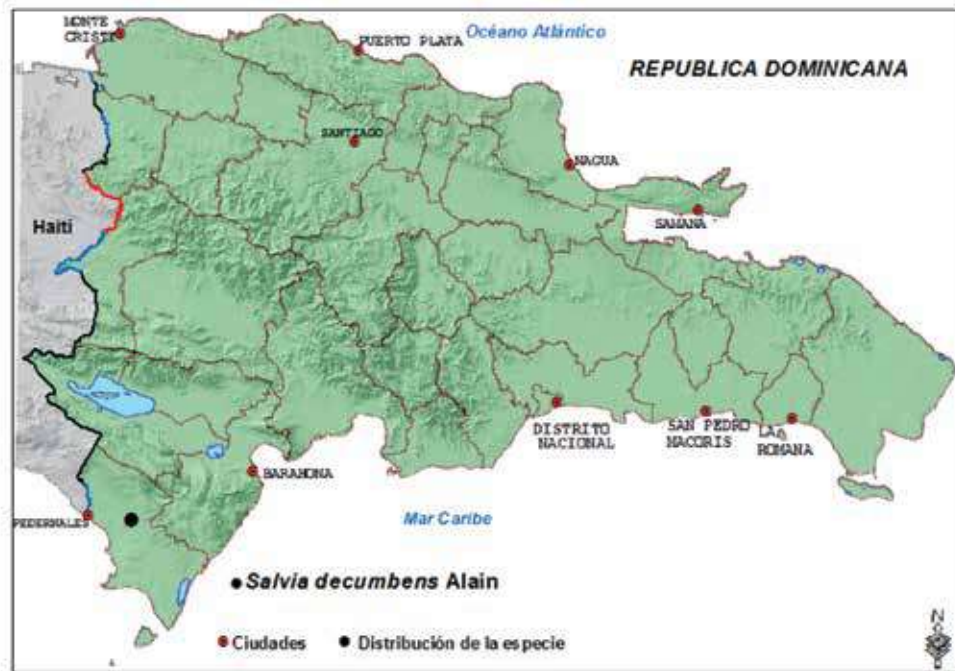 MONTE
CRISTI
PUERTO PLATA
Océano Atlántico
REPUBLICA DOMINICANA
SANTIAGO
NAGUA
Haití
SAMANA
DISTRITO
NACIONAL
SAN PEDRO
MACORIS
LA
ROMANA
BARAHONA
PEDERNALES
Mar Caribe
Salvia decumbens Alain
Ciudades
Distribución de la especie
N